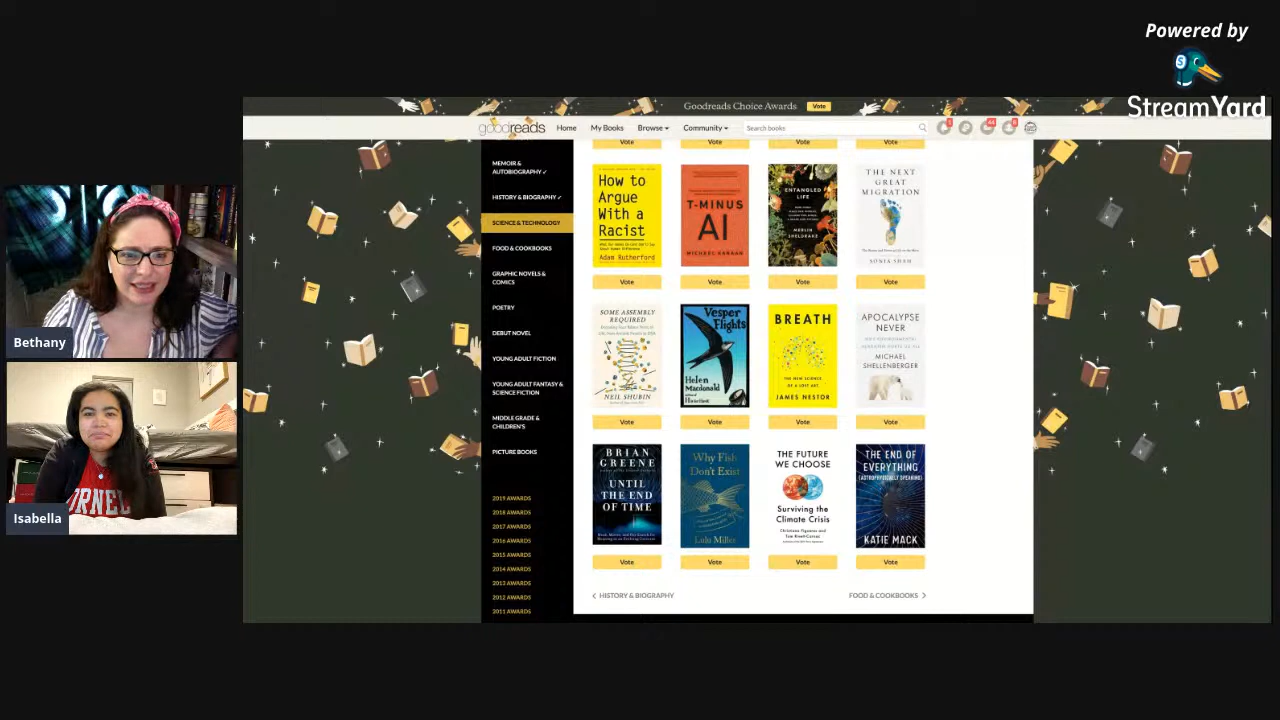 Powered by
StreamYard
Goodreads Choice Awards Vote
goodreads Home My Books Browse Community Search books
Vote Vote Vote Vote
MEMOIR &
AUTOBIOGRAPHY ✓
HISTORY & BIOGRAPHY ✓
SCIENCE & TECHNOLOGY
FOOD & COOKBOOKS
GRAPHIC NOVELS &
COMICS
POETRY
DEBUT NOVEL
YOUNG ADULT FICTION
YOUNG ADULT FANTASY &
SCIENCE FICTION
MIDDLE GRADE &
CHILDREN'S
PICTURE BOOKS
2019 AWARDS
2018 AWARDS
2017 AWARDS
2016 AWARDS
2015 AWARDS
2014 AWARDS
2013 AWARDS
2012 AWARDS
2011 AWARDS
How to
Argue
With a
Racist
Adam Rutherford
T-MINUS
AI
MICHAEL KANAAN
ENTANGLED
LIFE
MERLIN SHELDRAKE
THE NEXT
GREAT
MIGRATION
SONIA SHAH
Vote Vote Vote Vote
SOME ASSEMBLY
REQUIRED
NEIL SHUBIN
Vesper
Flights
Helen
Macdonald
BREATH
THE NEW SCIENCE
OF A LOST ART
JAMES NESTOR
APOCALYPSE
NEVER
MICHAEL
SHELLENBERGER
Vote Vote Vote Vote
BRIAN
GREENE
UNTIL
THE END
OF TIME
Why Fish
Don't Exist
Lulu Miller
THE FUTURE
WE CHOOSE
Surviving the
Climate Crisis
THE END OF
EVERYTHING
(ASTROPHYSICALLY SPEAKING)
KATIE MACK
Vote Vote Vote Vote
HISTORY & BIOGRAPHY FOOD & COOKBOOKS
Bethany
Isabella